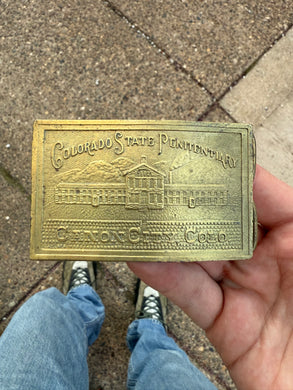 COLORADO STATE PENITENTIARY
CANON CITY, COLO